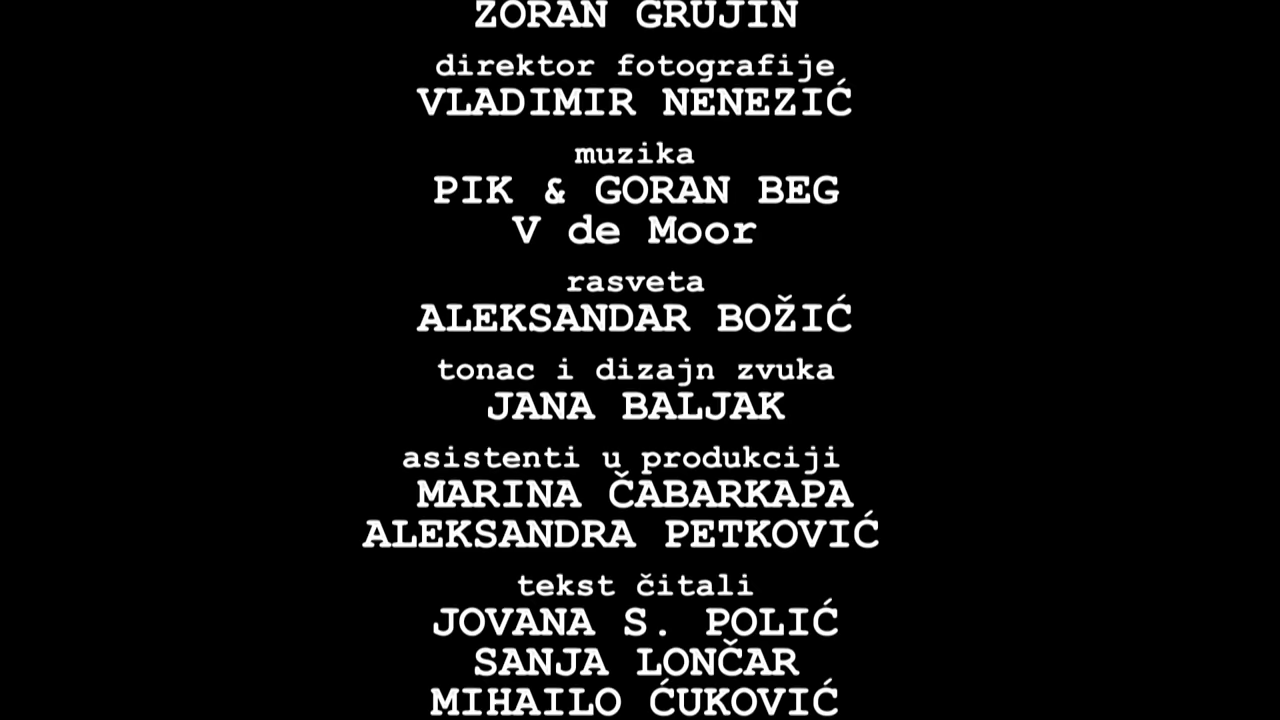 ZORAN GRUJIN
direktor fotografije
VLADIMIR NENEZIĆ
muzika
PIK & GORAN BEG
V de Moor
rasveta
ALEKSANDAR BOŽIĆ
tonac i dizajn zvuka
JANA BALJAK
asistenti u produkciji
MARINA ČABARKAPA
ALEKSANDRA PETKOVIĆ
tekst čitali
JOVANA S. POLIĆ
SANJA LONČAR
MIHAILO ĆUKOVIĆ